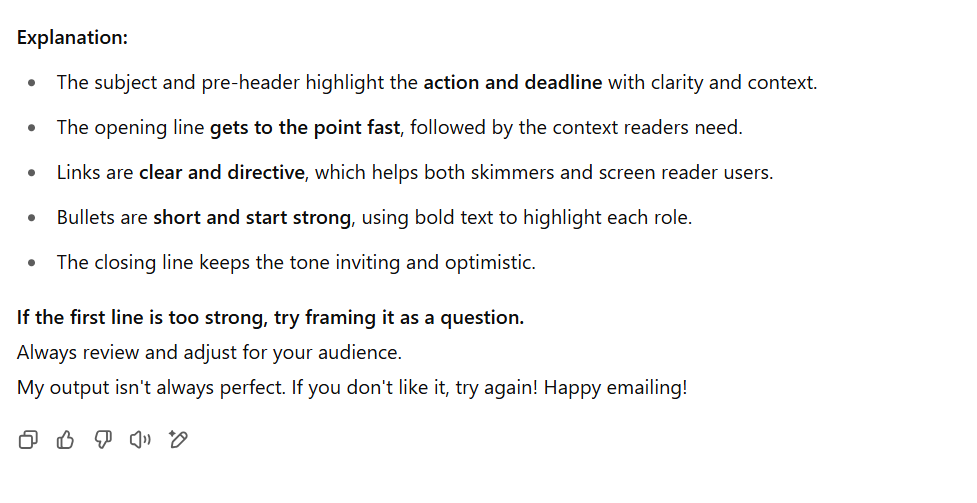 Explanation:
The subject and pre-header highlight the action and deadline with clarity and context.
The opening line gets to the point fast, followed by the context readers need.
Links are clear and directive, which helps both skimmers and screen reader users.
Bullets are short and start strong, using bold text to highlight each role.
The closing line keeps the tone inviting and optimistic.
If the first line is too strong, try framing it as a question.
Always review and adjust for your audience.
My output isn't always perfect. If you don't like it, try again! Happy emailing!